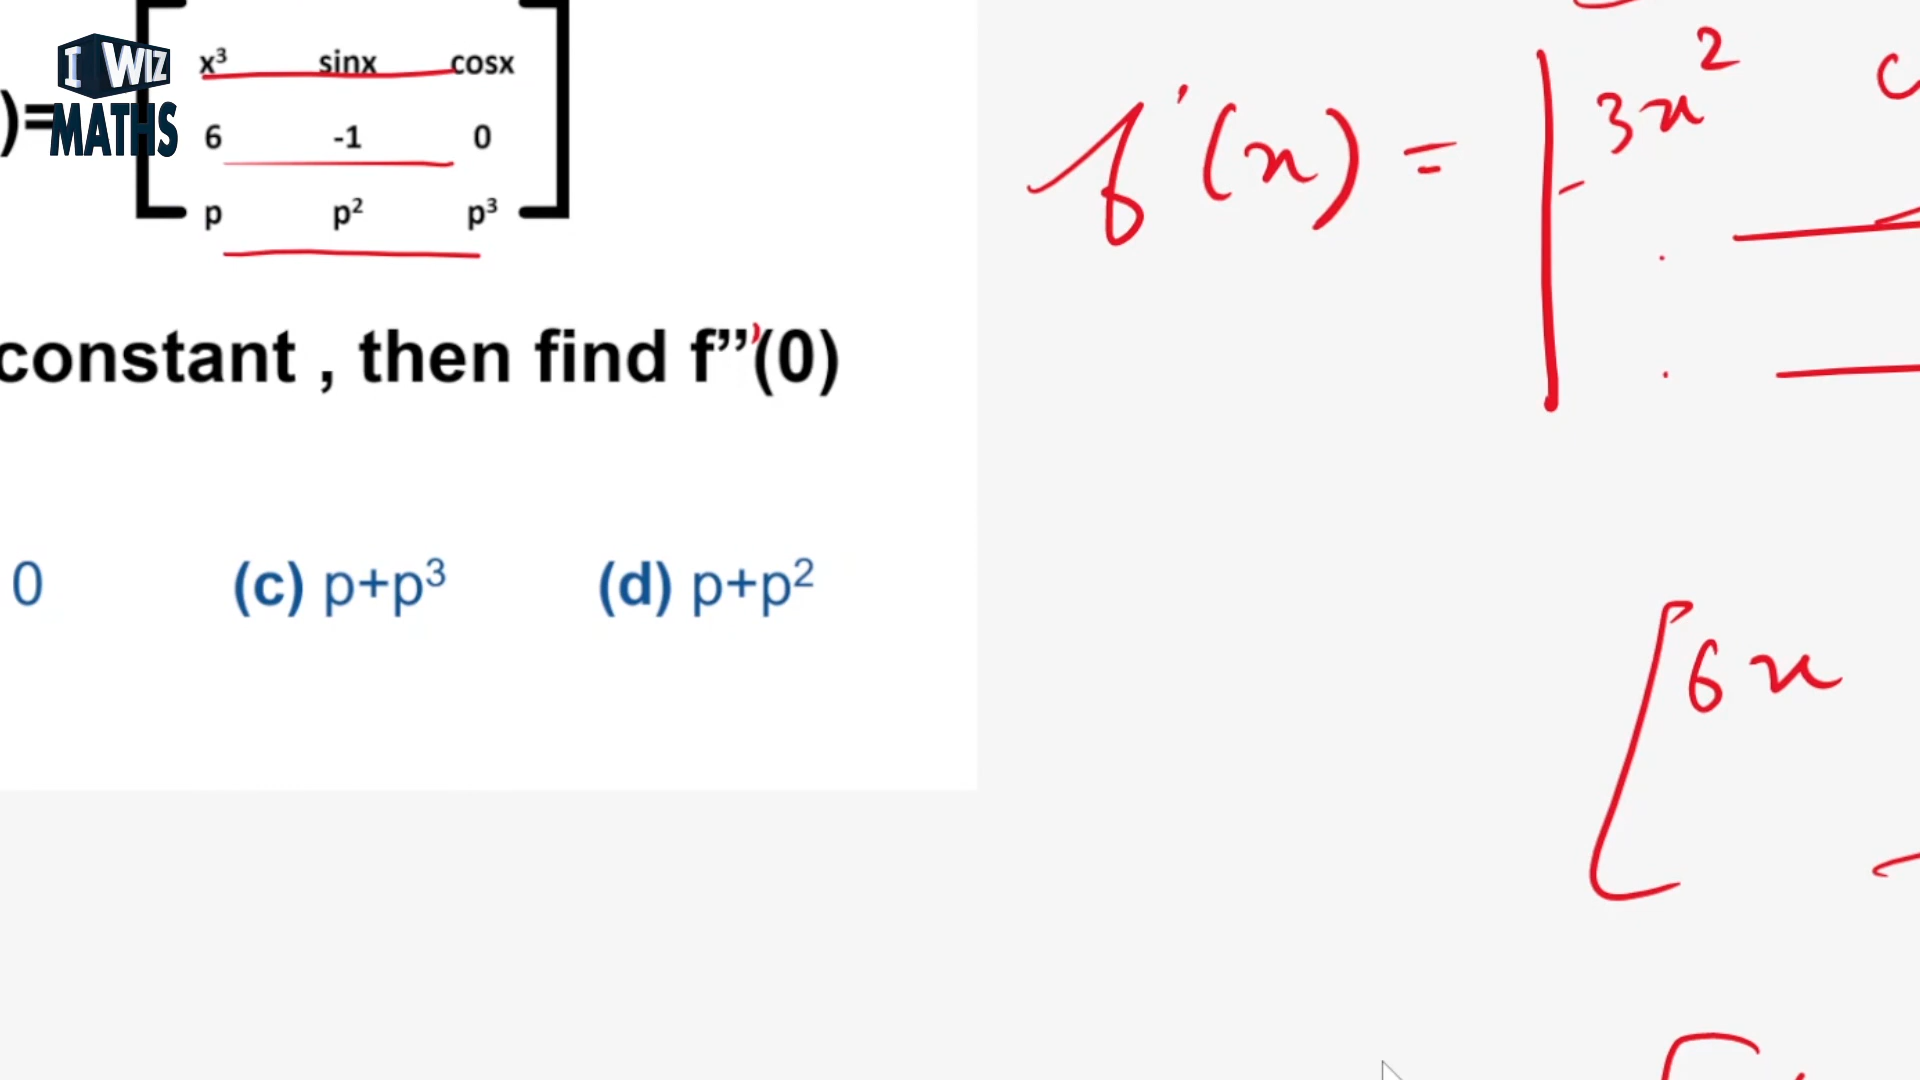 I WIZ
MATHS
x³ sinx cosx
)=
6 -1 0
p p² p³
constant , then find f”’(0)
0 (c) p+p³ (d) p+p²
f'(x) = | 3x²
[6x